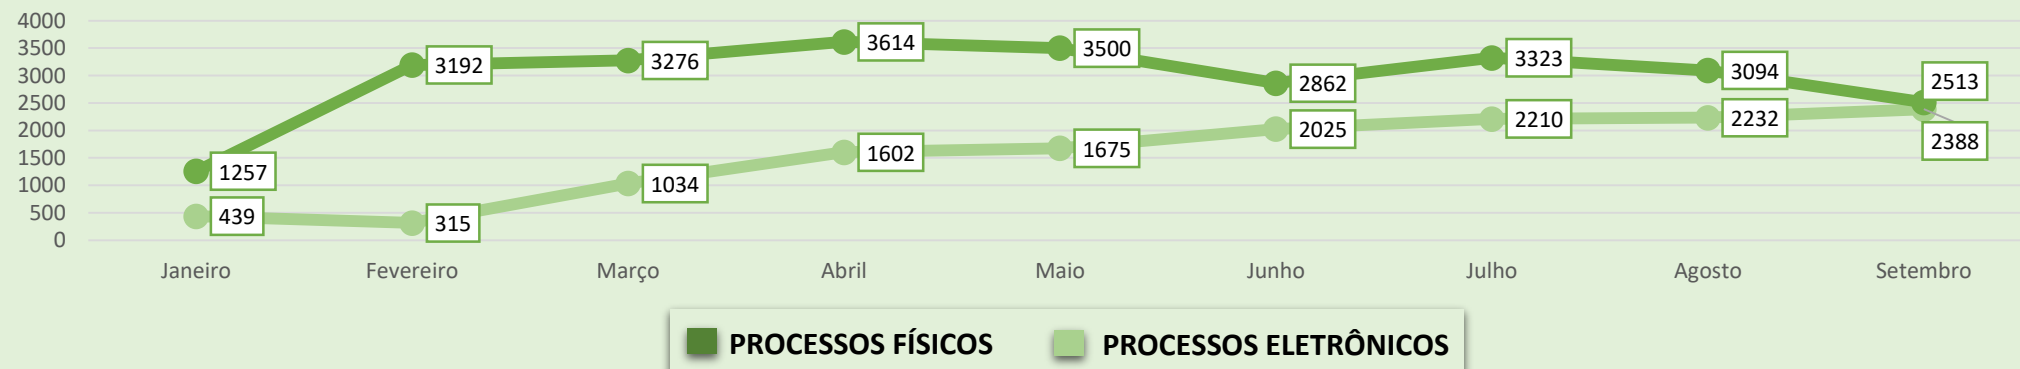 4000
3500
3000
2500
2000
1500
1000
500
0
1257 3192 3276 3614 3500 2862 3323 3094 2513
439 315 1034 1602 1675 2025 2210 2232 2388
Janeiro Fevereiro Março Abril Maio Junho Julho Agosto Setembro
PROCESSOS FÍSICOS PROCESSOS ELETRÔNICOS